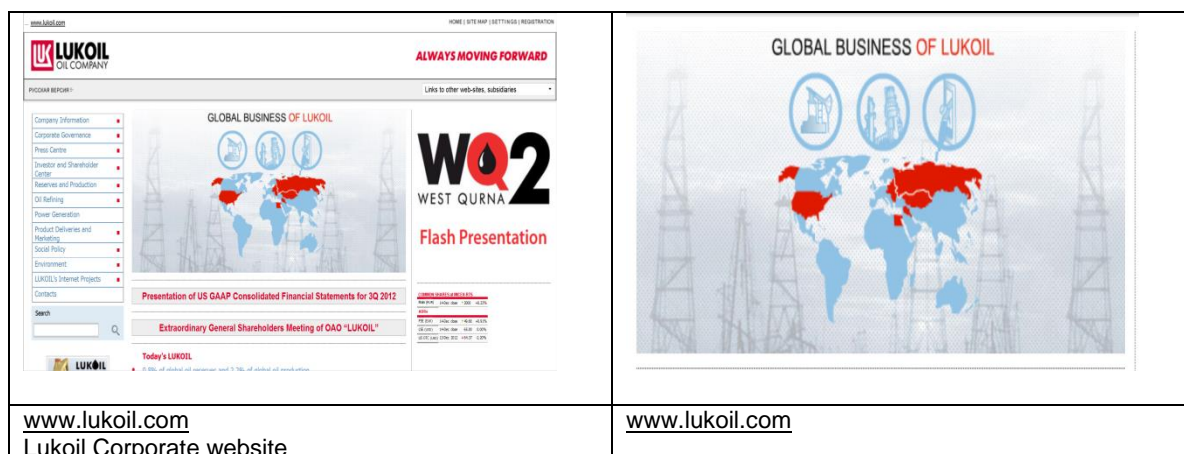 www.lukoil.com
HOME | SITE MAP | SETTINGS | REGISTRATION
LUKOIL
OIL COMPANY
ALWAYS MOVING FORWARD
РУССКАЯ ВЕРСИЯ
Links to other web-sites, subsidiaries
Company Information
Corporate Governance
Press Centre
Investor and Shareholder
Center
Reserves and Production
Oil Refining
Power Generation
Product Deliveries and
Marketing
Social Policy
Environment
LUKOIL's Internet Projects
Contacts
Search
LUKOIL
GLOBAL BUSINESS OF LUKOIL
Presentation of US GAAP Consolidated Financial Statements for 3Q 2012
Extraordinary General Shareholders Meeting of OAO "LUKOIL"
Today's LUKOIL
WQ2
WEST QURNA
Flash Presentation
GLOBAL BUSINESS OF LUKOIL
www.lukoil.com
Lukoil Corporate website
www.lukoil.com